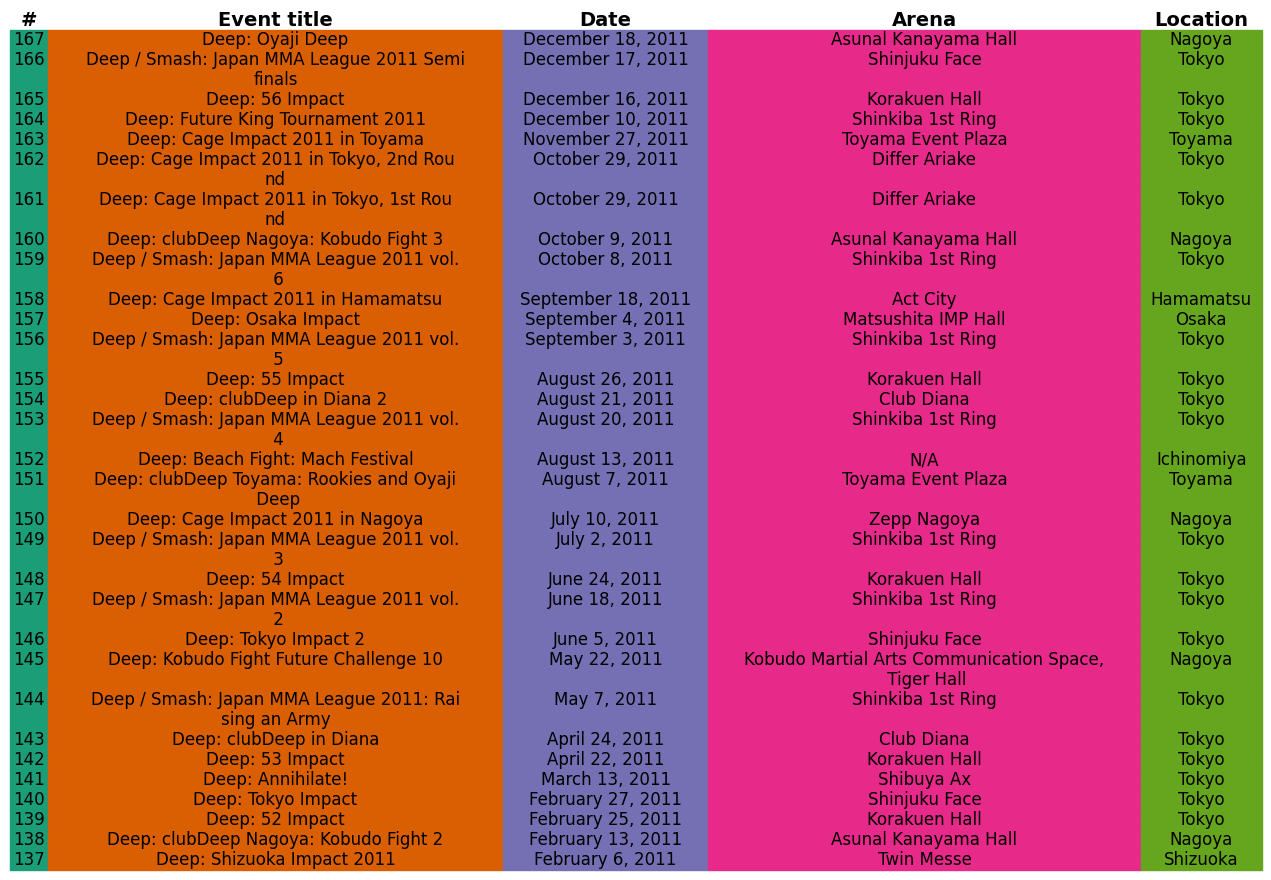 # Event title Date Arena Location
167 Deep: Oyaji Deep December 18, 2011 Asunal Kanayama Hall Nagoya
166 Deep / Smash: Japan MMA League 2011 Semi December 17, 2011 Shinjuku Face Tokyo
finals
165 Deep: 56 Impact December 16, 2011 Korakuen Hall Tokyo
164 Deep: Future King Tournament 2011 December 10, 2011 Shinkiba 1st Ring Tokyo
163 Deep: Cage Impact 2011 in Toyama November 27, 2011 Toyama Event Plaza Toyama
162 Deep: Cage Impact 2011 in Tokyo, 2nd Rou October 29, 2011 Differ Ariake Tokyo
nd
161 Deep: Cage Impact 2011 in Tokyo, 1st Rou October 29, 2011 Differ Ariake Tokyo
nd
160 Deep: clubDeep Nagoya: Kobudo Fight 3 October 9, 2011 Asunal Kanayama Hall Nagoya
159 Deep / Smash: Japan MMA League 2011 vol. October 8, 2011 Shinkiba 1st Ring Tokyo
6
158 Deep: Cage Impact 2011 in Hamamatsu September 18, 2011 Act City Hamamatsu
157 Deep: Osaka Impact September 4, 2011 Matsushita IMP Hall Osaka
156 Deep / Smash: Japan MMA League 2011 vol. September 3, 2011 Shinkiba 1st Ring Tokyo
5
155 Deep: 55 Impact August 26, 2011 Korakuen Hall Tokyo
154 Deep: clubDeep in Diana 2 August 21, 2011 Club Diana Tokyo
153 Deep / Smash: Japan MMA League 2011 vol. August 20, 2011 Shinkiba 1st Ring Tokyo
4
152 Deep: Beach Fight: Mach Festival August 13, 2011 N/A Ichinomiya
151 Deep: clubDeep Toyama: Rookies and Oyaji August 7, 2011 Toyama Event Plaza Toyama
Deep
150 Deep: Cage Impact 2011 in Nagoya July 10, 2011 Zepp Nagoya Nagoya
149 Deep / Smash: Japan MMA League 2011 vol. July 2, 2011 Shinkiba 1st Ring Tokyo
3
148 Deep: 54 Impact June 24, 2011 Korakuen Hall Tokyo
147 Deep / Smash: Japan MMA League 2011 vol. June 18, 2011 Shinkiba 1st Ring Tokyo
2
146 Deep: Tokyo Impact 2 June 5, 2011 Shinjuku Face Tokyo
145 Deep: Kobudo Fight Future Challenge 10 May 22, 2011 Kobudo Martial Arts Communication Space, Nagoya
Tiger Hall
144 Deep / Smash: Japan MMA League 2011: Rai May 7, 2011 Shinkiba 1st Ring Tokyo
sing an Army
143 Deep: clubDeep in Diana April 24, 2011 Club Diana Tokyo
142 Deep: 53 Impact April 22, 2011 Korakuen Hall Tokyo
141 Deep: Annihilate! March 13, 2011 Shibuya Ax Tokyo
140 Deep: Tokyo Impact February 27, 2011 Shinjuku Face Tokyo
139 Deep: 52 Impact February 25, 2011 Korakuen Hall Tokyo
138 Deep: clubDeep Nagoya: Kobudo Fight 2 February 13, 2011 Asunal Kanayama Hall Nagoya
137 Deep: Shizuoka Impact 2011 February 6, 2011 Twin Messe Shizuoka